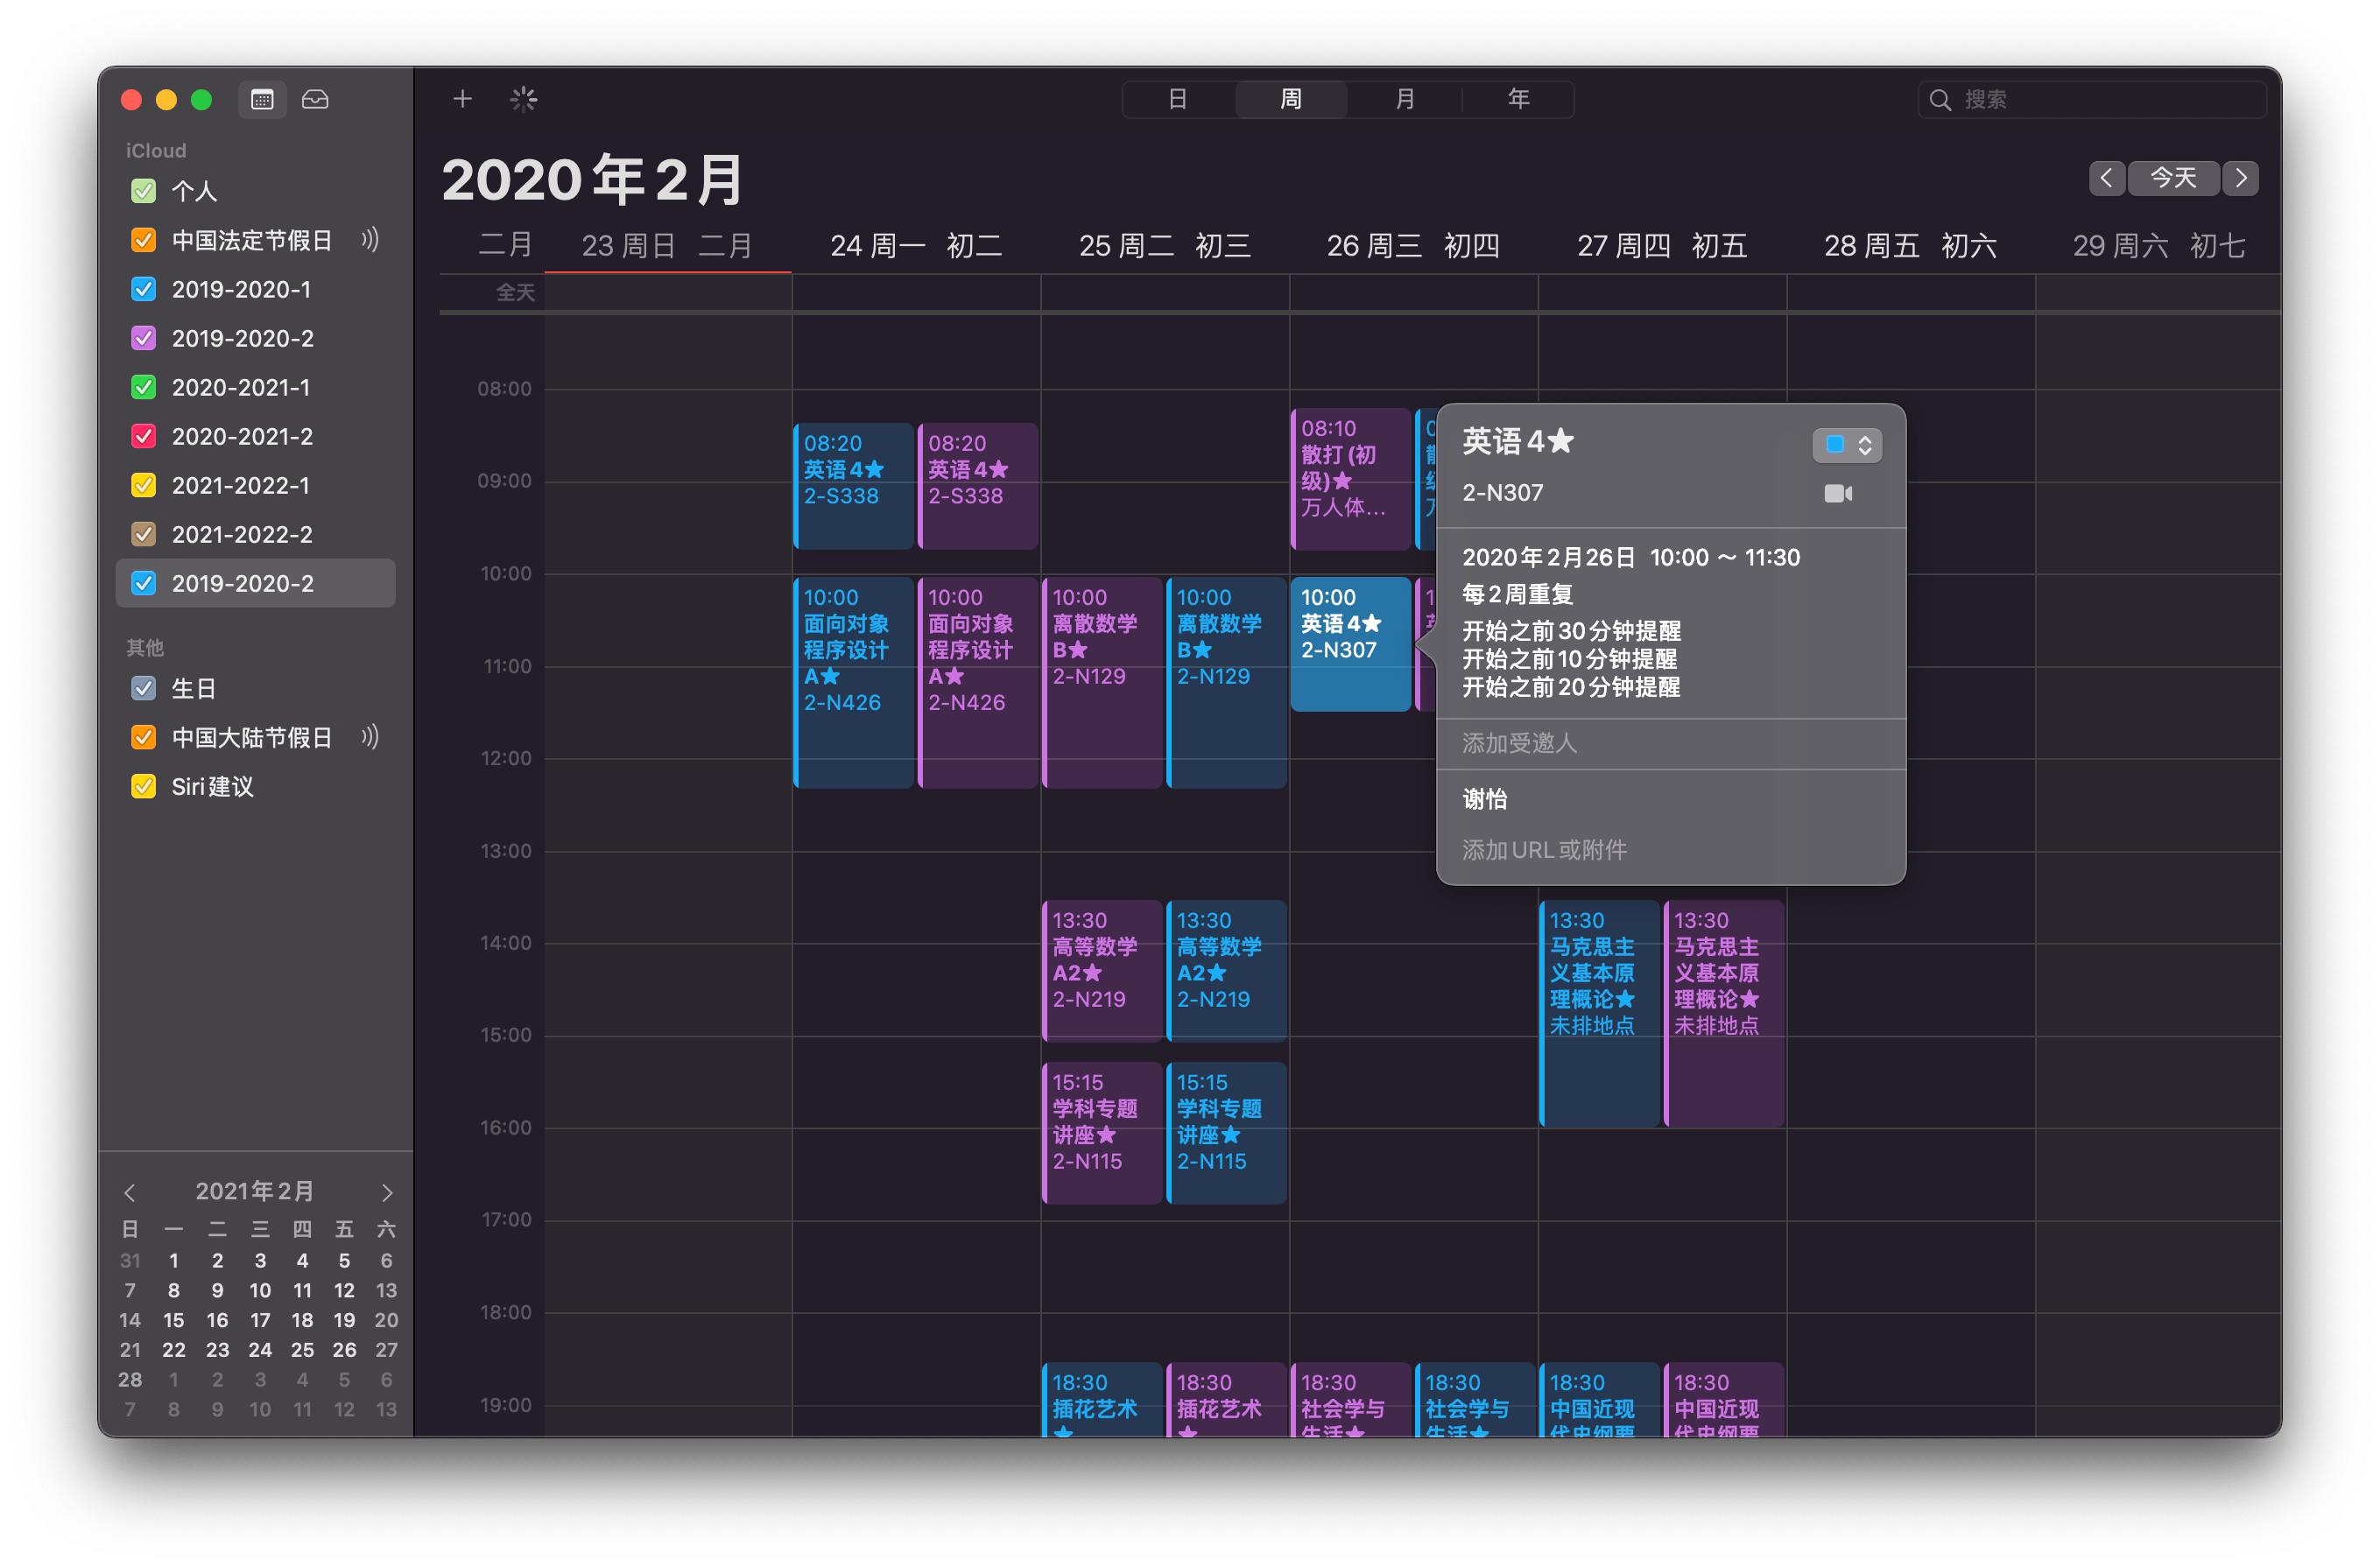 iCloud
个人
中国法定节假日
2019-2020-1
2019-2020-2
2020-2021-1
2020-2021-2
2021-2022-1
2021-2022-2
2019-2020-2
其他
生日
中国大陆节假日
Siri建议
2021年2月
日 一 二 三 四 五 六
31 1 2 3 4 5 6
7 8 9 10 11 12 13
14 15 16 17 18 19 20
21 22 23 24 25 26 27
28 1 2 3 4 5 6
7 8 9 10 11 12 13
日 周 月 年
搜索
2020年2月
今天
二月 23 周日 二月 24 周一 初二 25 周二 初三 26 周三 初四 27 周四 初五 28 周五 初六 29 周六 初七
全天
08:00
09:00
10:00
11:00
12:00
13:00
14:00
15:00
16:00
17:00
18:00
19:00
08:20
英语4★
2-S338
08:20
英语4★
2-S338
10:00
面向对象
程序设计
A★
2-N426
10:00
面向对象
程序设计
A★
2-N426
10:00
离散数学
B★
2-N129
10:00
离散数学
B★
2-N129
13:30
高等数学
A2★
2-N219
13:30
高等数学
A2★
2-N219
15:15
学科专题
讲座★
2-N115
15:15
学科专题
讲座★
2-N115
18:30
插花艺术
★
18:30
插花艺术
★
08:10
散打(初
级)★
万人体…
10:00
英语4★
2-N307
18:30
社会学与
生活★
18:30
社会学与
生活★
13:30
马克思主
义基本原
理概论★
未排地点
13:30
马克思主
义基本原
理概论★
未排地点
18:30
中国近现
代史纲要
18:30
中国近现
代史纲要
英语4★
2-N307
2020年2月26日 10:00 ～ 11:30
每2周重复
开始之前30分钟提醒
开始之前10分钟提醒
开始之前20分钟提醒
添加受邀人
谢怡
添加URL或附件